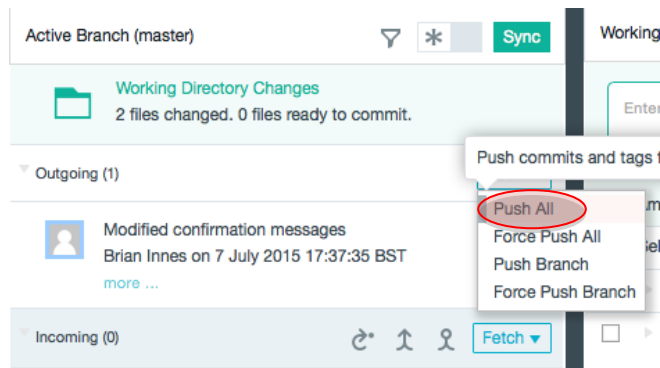 Active Branch (master)
Sync
Working
Working Directory Changes
2 files changed. 0 files ready to commit.
Enter
Push commits and tags
Outgoing (1)
Push All
Force Push All
Push Branch
Force Push Branch
Modified confirmation messages
Brian Innes on 7 July 2015 17:37:35 BST
more ...
Incoming (0)
Fetch